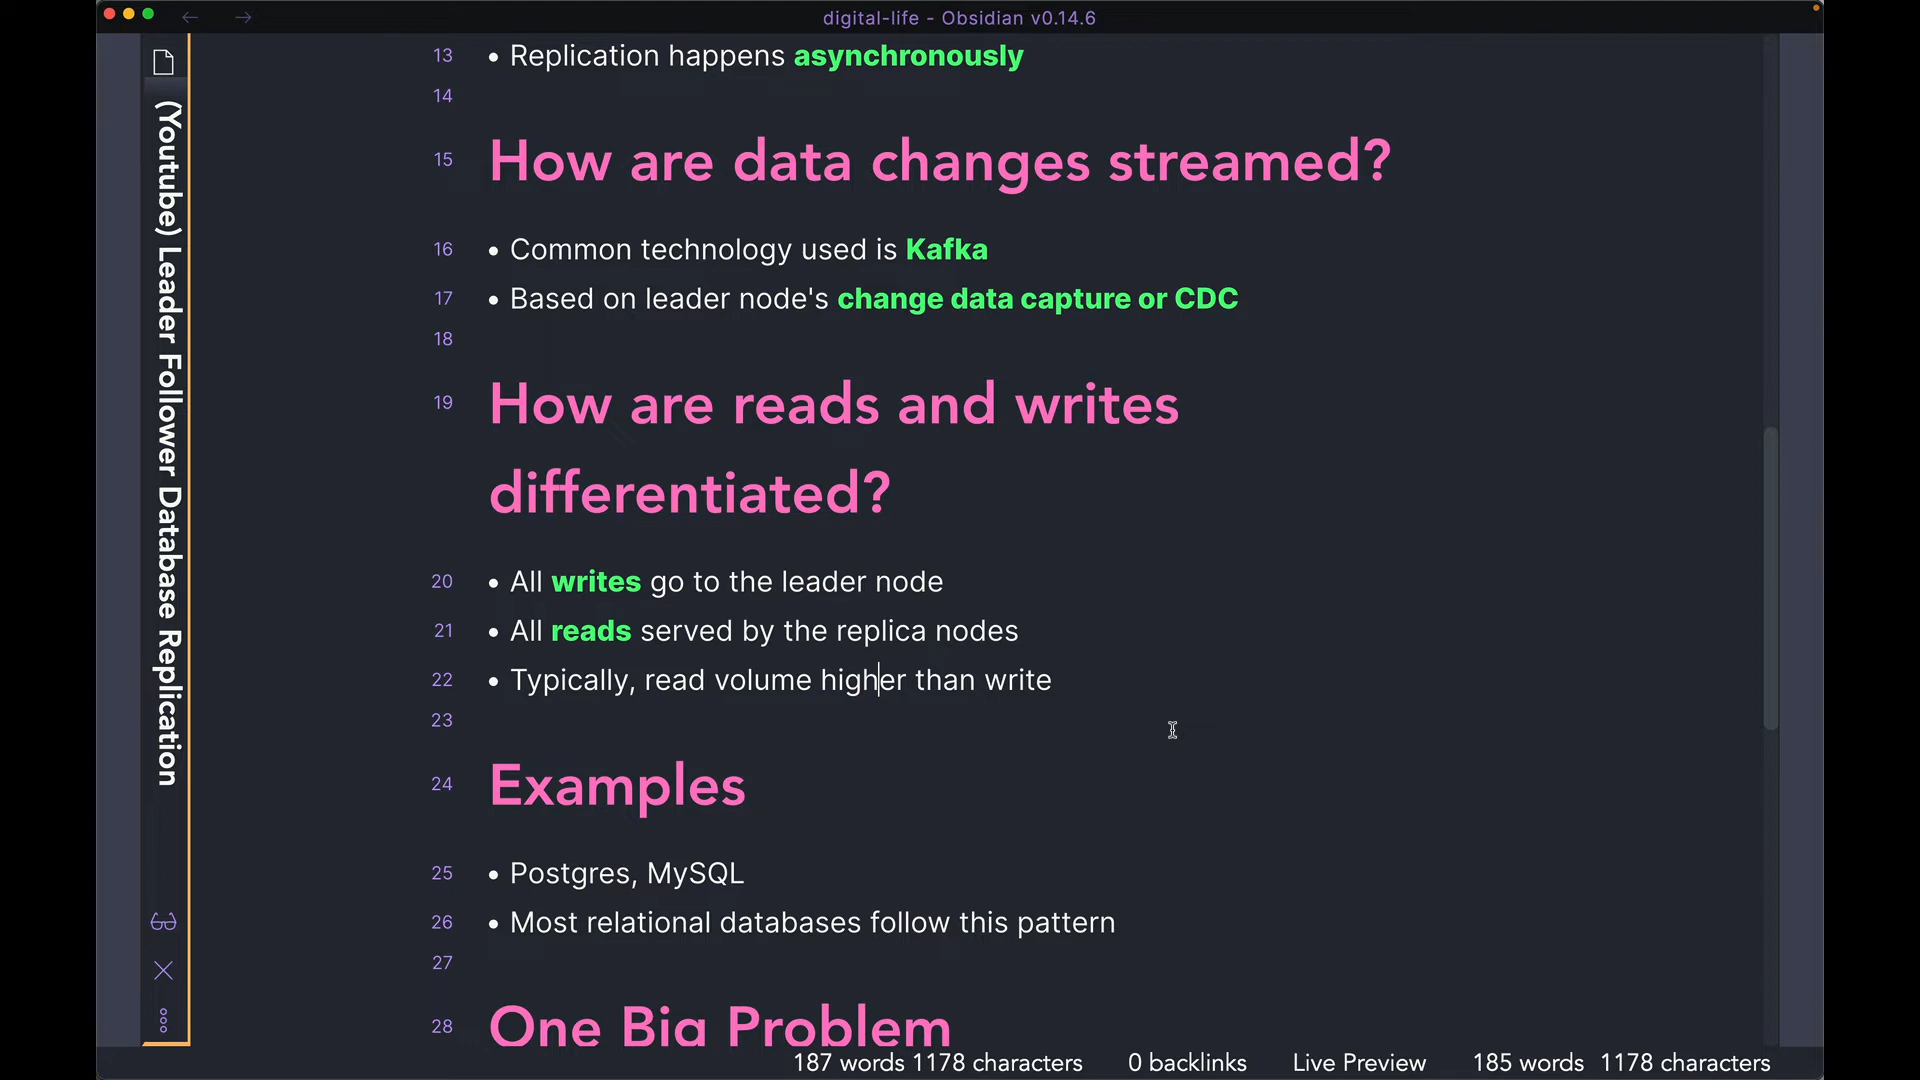 digital-life - Obsidian v0.14.6
(Youtube) Leader Follower Database Replication
13 • Replication happens asynchronously
14
15 How are data changes streamed?
16 • Common technology used is Kafka
17 • Based on leader node's change data capture or CDC
18
19 How are reads and writes
differentiated?
20 • All writes go to the leader node
21 • All reads served by the replica nodes
22 • Typically, read volume higher than write
23
24 Examples
25 • Postgres, MySQL
26 • Most relational databases follow this pattern
27
28 One Big Problem
187 words 1178 characters 0 backlinks Live Preview 185 words 1178 characters